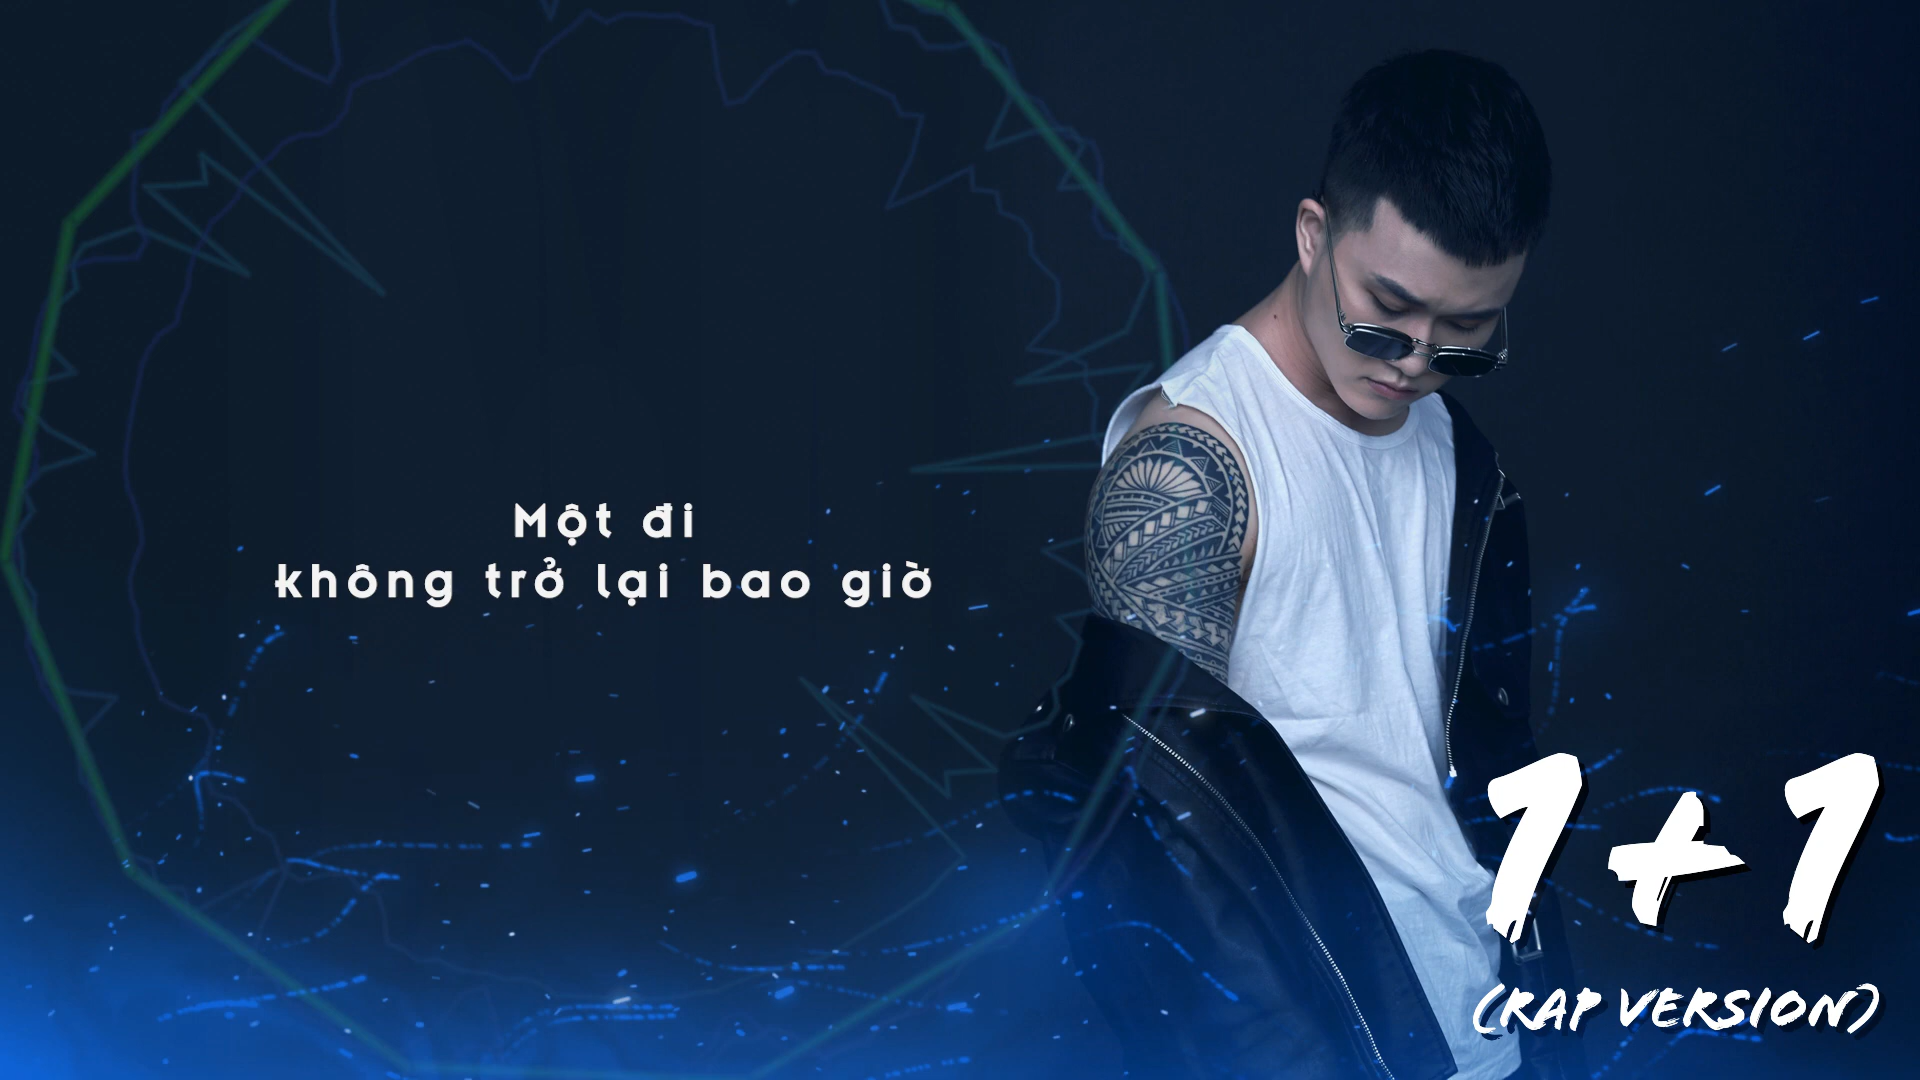 Một đi
không trở lại bao giờ
1+1
(RAP VERSION)